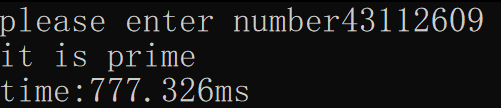 please enter number43112609
it is prime
time:777.326ms